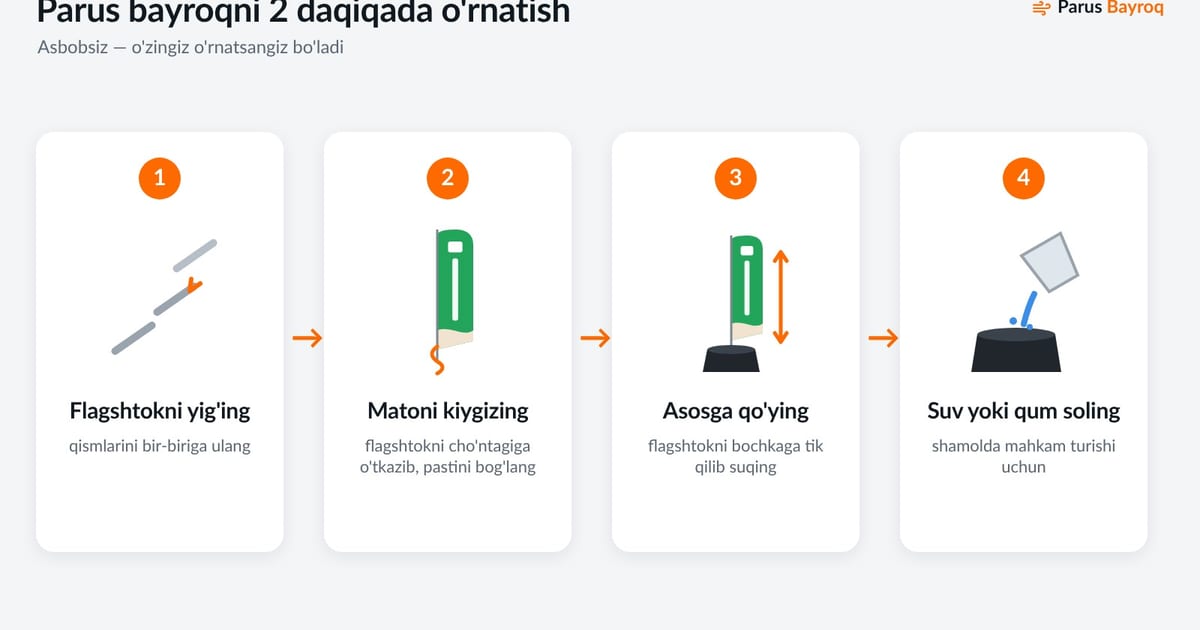 Parus bayroqni 2 daqiqada o'rnatish
Parus Bayroq
Asbobsiz — o'zingiz o'rnatsangiz bo'ladi
1
Flagshtokni yig'ing
qismlarini bir-biriga ulang
2
Matoni kiygizing
flagshtokni cho'ntagiga
o'tkazib, pastini bog'lang
3
Asosga qo'ying
flagshtokni bochkaga tik
qilib suqing
4
Suv yoki qum soling
shamolda mahkam turishi
uchun